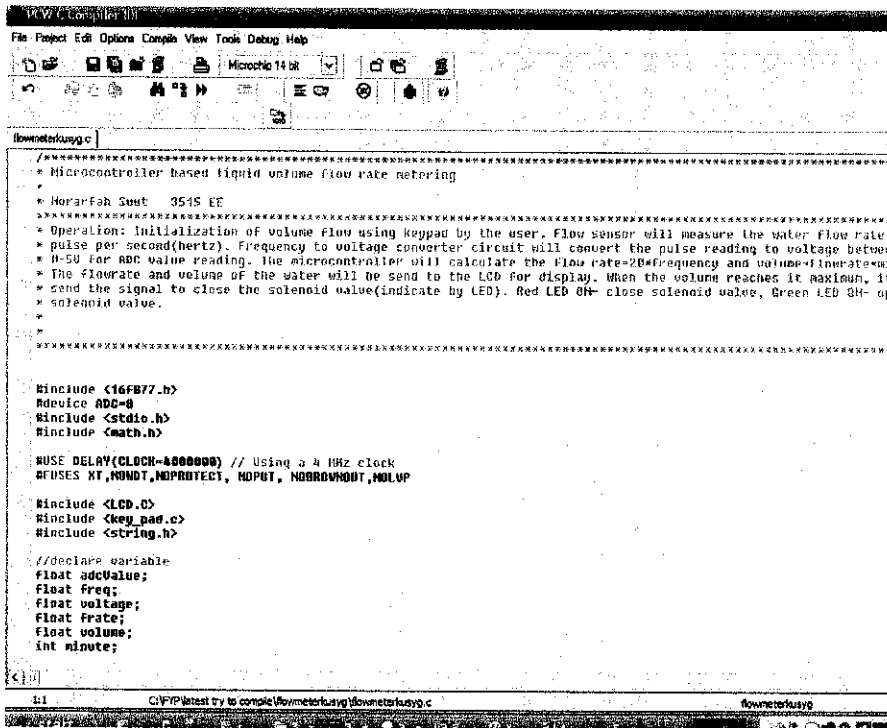 PCW C Compiler IDE
File Project Edit Options Compile View Tools Debug Help
Microchip 14 bit
flowmeterkusyg.c
/*****************************************************************
* Microcontroller based liquid volume flow rate metering
*
* 3515 EE
******************************************************************
* Operation: Initialization of volume flow using keypad by the user. Flow sensor will measure the water flow rate
* pulse per second(hertz). Frequency to voltage converter circuit will convert the pulse reading to voltage betwe
* 0-5V for ADC value reading. The microcontroller will calculate the flow rate=20*frequency and volume=flowrate*m
* The flowrate and volume of the water will be send to the LCD for display. When the volume reaches it maximum, i
* send the signal to close the solenoid valve(indicate by LED). Red LED ON- close solenoid valve, Green LED ON- op
* solenoid valve.
*
*
******************************************************************
#include <16F877.h>
#device ADC=8
#include <stdio.h>
#include <math.h>
#USE DELAY(CLOCK=4000000) // Using a 4 MHz clock
#FUSES XT,NOWDT,NOPROTECT, NOPUT, NOBROWNOUT,NOLVP
#include <LCD.C>
#include <key_pad.c>
#include <string.h>
//declare variable
float adcValue;
float freq;
float voltage;
float frate;
float volume;
int minute;
1:1 C:\FYP\latest try to compile\flowmeterkusyg\flowmeterkusyg.c flowmeterkusyg